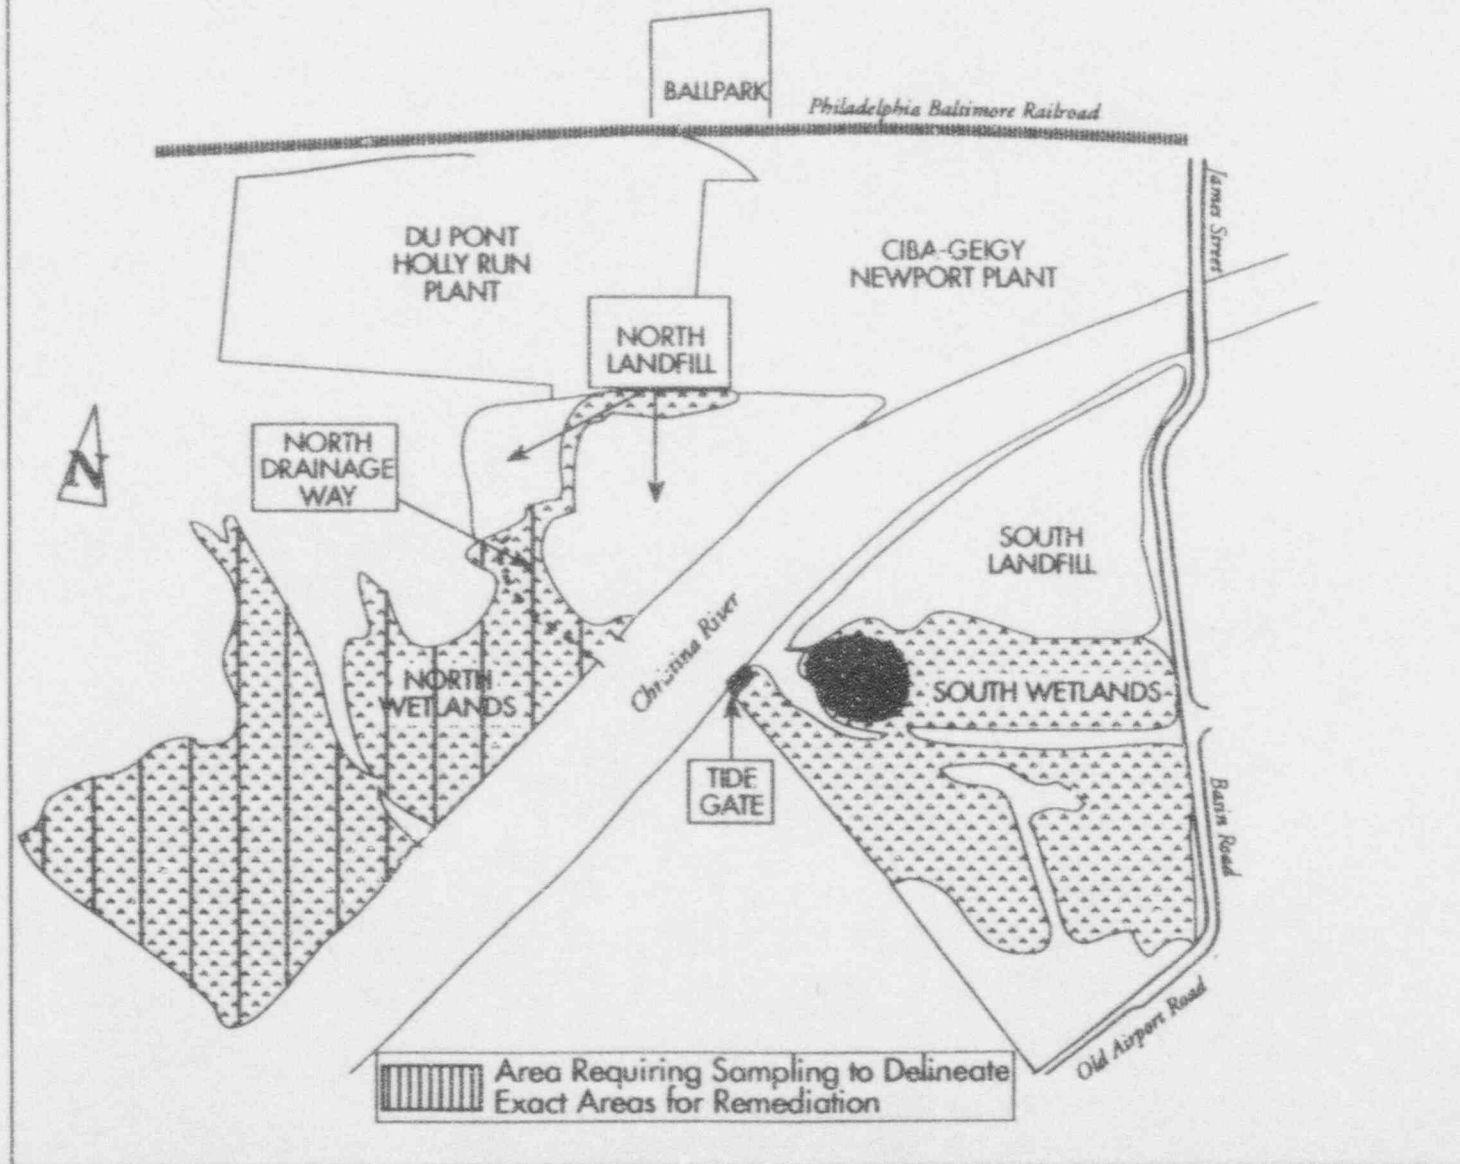 BALLPARK
Philadelphia Baltimore Railroad
James Street
DU PONT
HOLLY RUN
PLANT
CIBA-GEIGY
NEWPORT PLANT
NORTH
LANDFILL
NORTH
DRAINAGE
WAY
N
SOUTH
LANDFILL
Christina River
NORTH
WETLANDS
SOUTH WETLANDS
TIDE
GATE
Basin Road
Old Airport Road
Area Requiring Sampling to Delineate
Exact Areas for Remediation